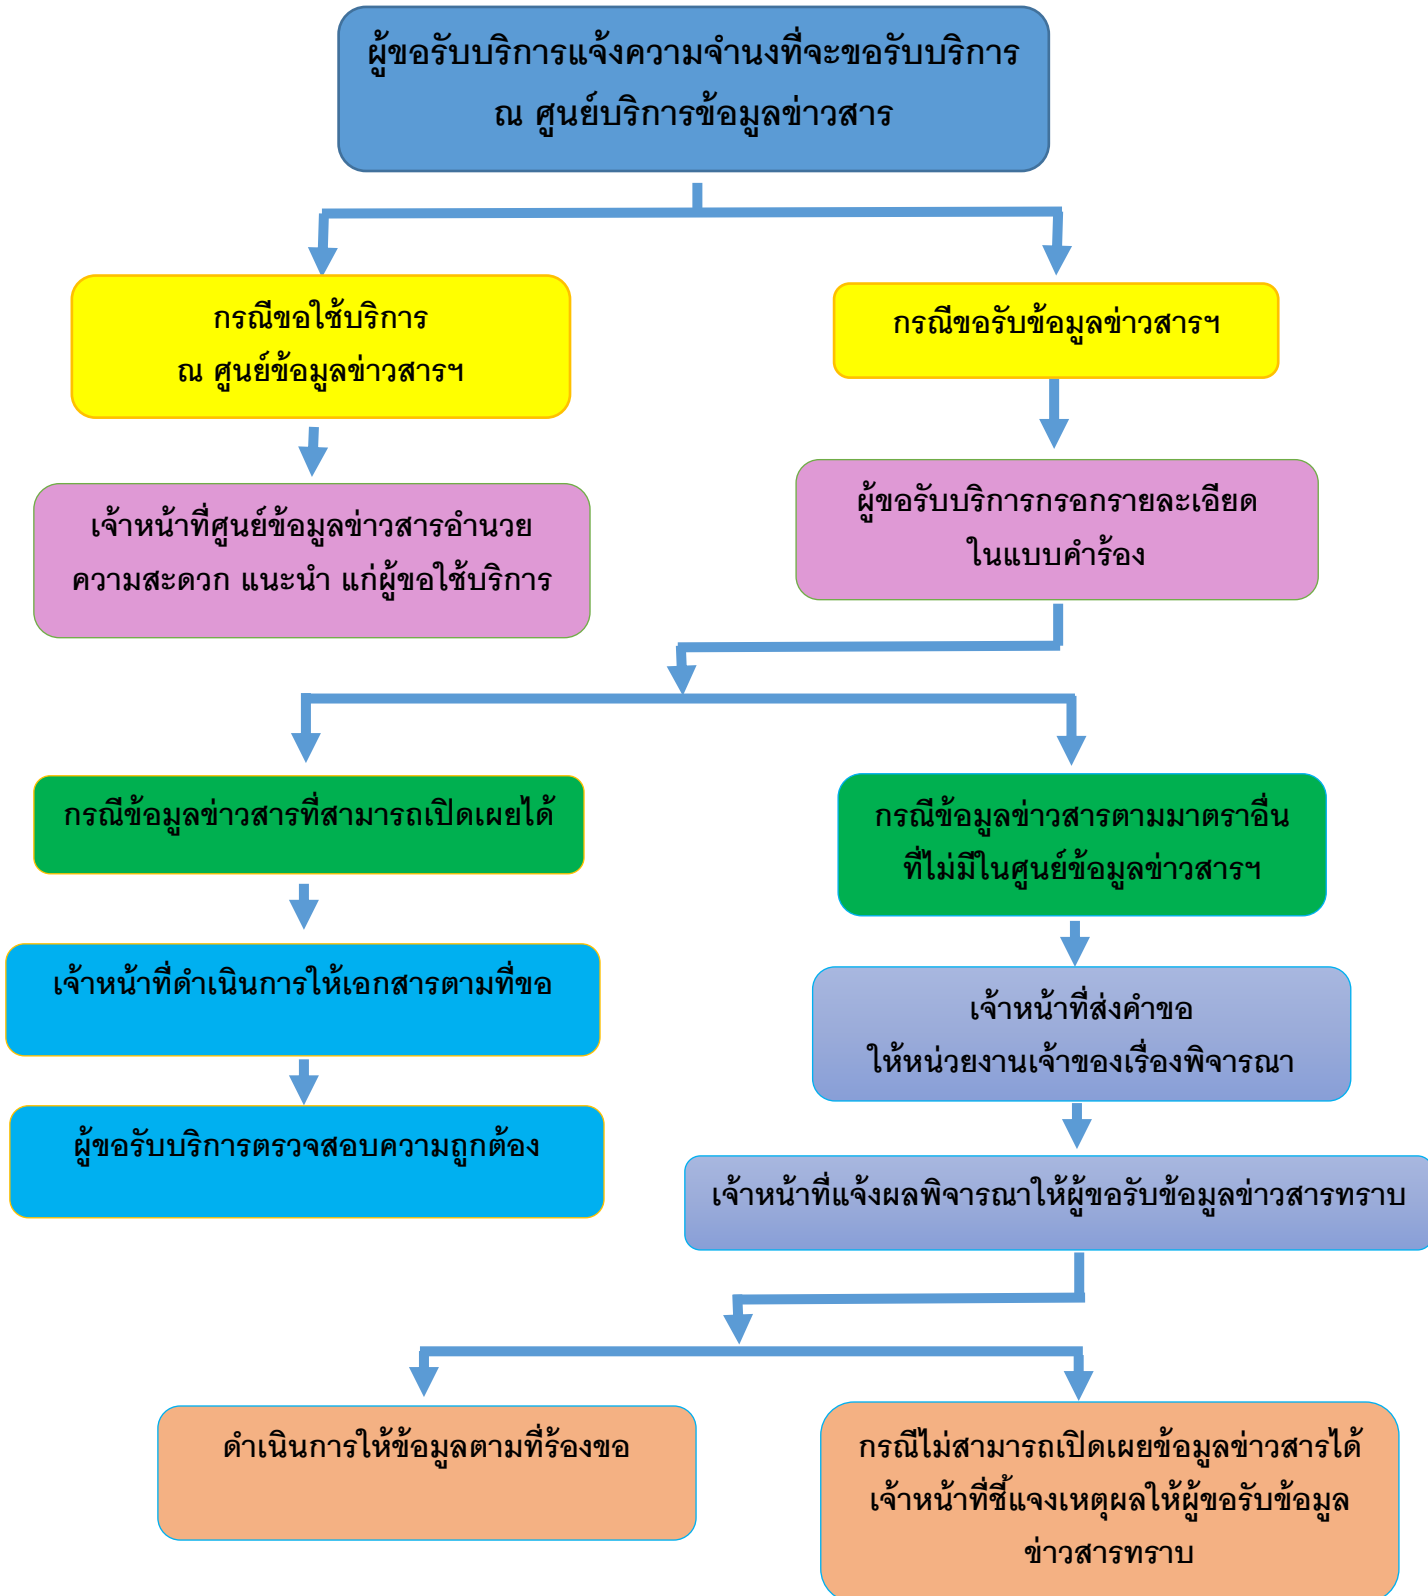 ผู้ขอรับบริการแจ้งความจำนงที่จะขอรับบริการ
ณ ศูนย์บริการข้อมูลข่าวสาร
กรณีขอใช้บริการ
ณ ศูนย์ข้อมูลข่าวสารฯ
กรณีขอรับข้อมูลข่าวสารฯ
เจ้าหน้าที่ศูนย์ข้อมูลข่าวสารอำนวย
ความสะดวก แนะนำ แก่ผู้ขอใช้บริการ
ผู้ขอรับบริการกรอกรายละเอียด
ในแบบคำร้อง
กรณีข้อมูลข่าวสารที่สามารถเปิดเผยได้
กรณีข้อมูลข่าวสารตามมาตราอื่น
ที่ไม่มีในศูนย์ข้อมูลข่าวสารฯ
เจ้าหน้าที่ดำเนินการให้เอกสารตามที่ขอ
เจ้าหน้าที่ส่งคำขอ
ให้หน่วยงานเจ้าของเรื่องพิจารณา
ผู้ขอรับบริการตรวจสอบความถูกต้อง
เจ้าหน้าที่แจ้งผลพิจารณาให้ผู้ขอรับข้อมูลข่าวสารทราบ
ดำเนินการให้ข้อมูลตามที่ร้องขอ
กรณีไม่สามารถเปิดเผยข้อมูลข่าวสารได้
เจ้าหน้าที่ชี้แจงเหตุผลให้ผู้ขอรับข้อมูล
ข่าวสารทราบ